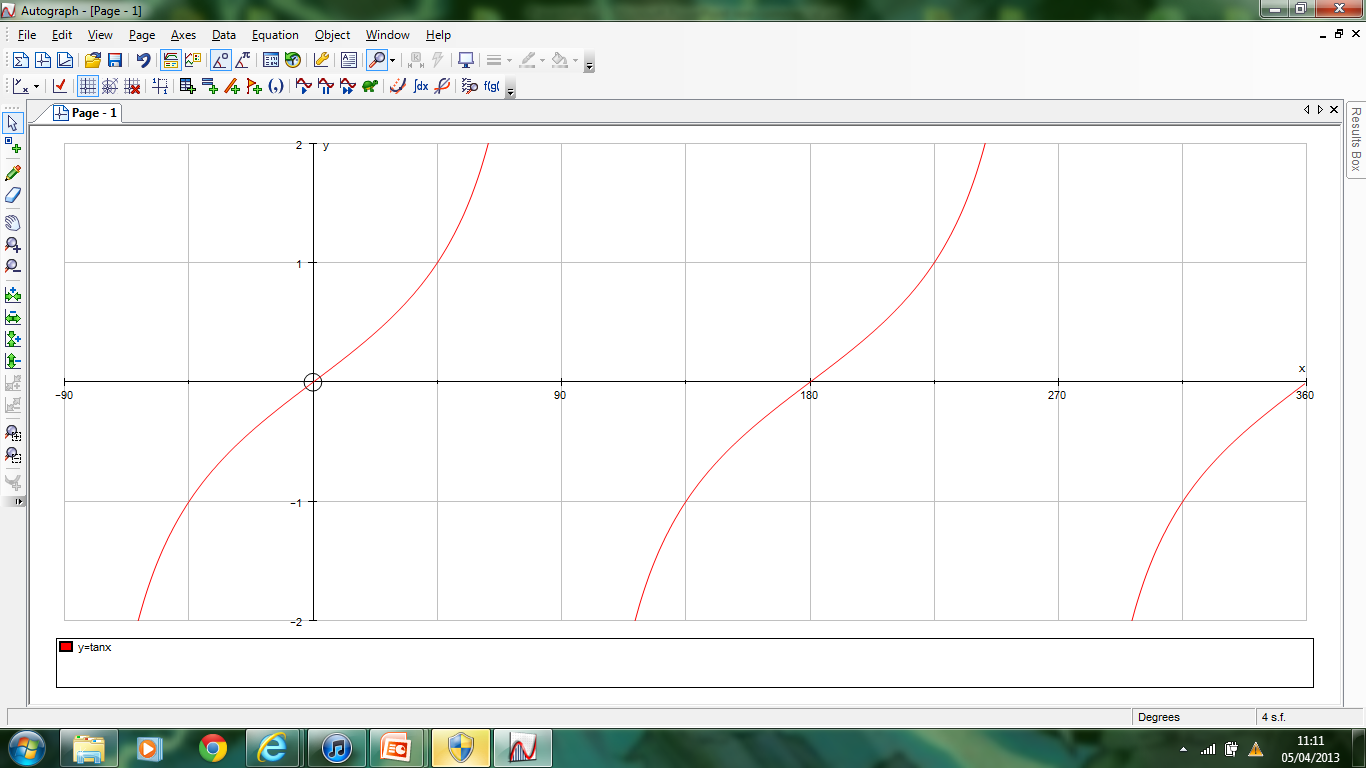 Autograph - [Page - 1]
File Edit View Page Axes Data Equation Object Window Help
∫dx f(g(
Page - 1
Results Box
2 y
1
x
−90 90 180 270 360
−1
−2
y=tanx
Degrees 4 s.f.
11:11
05/04/2013